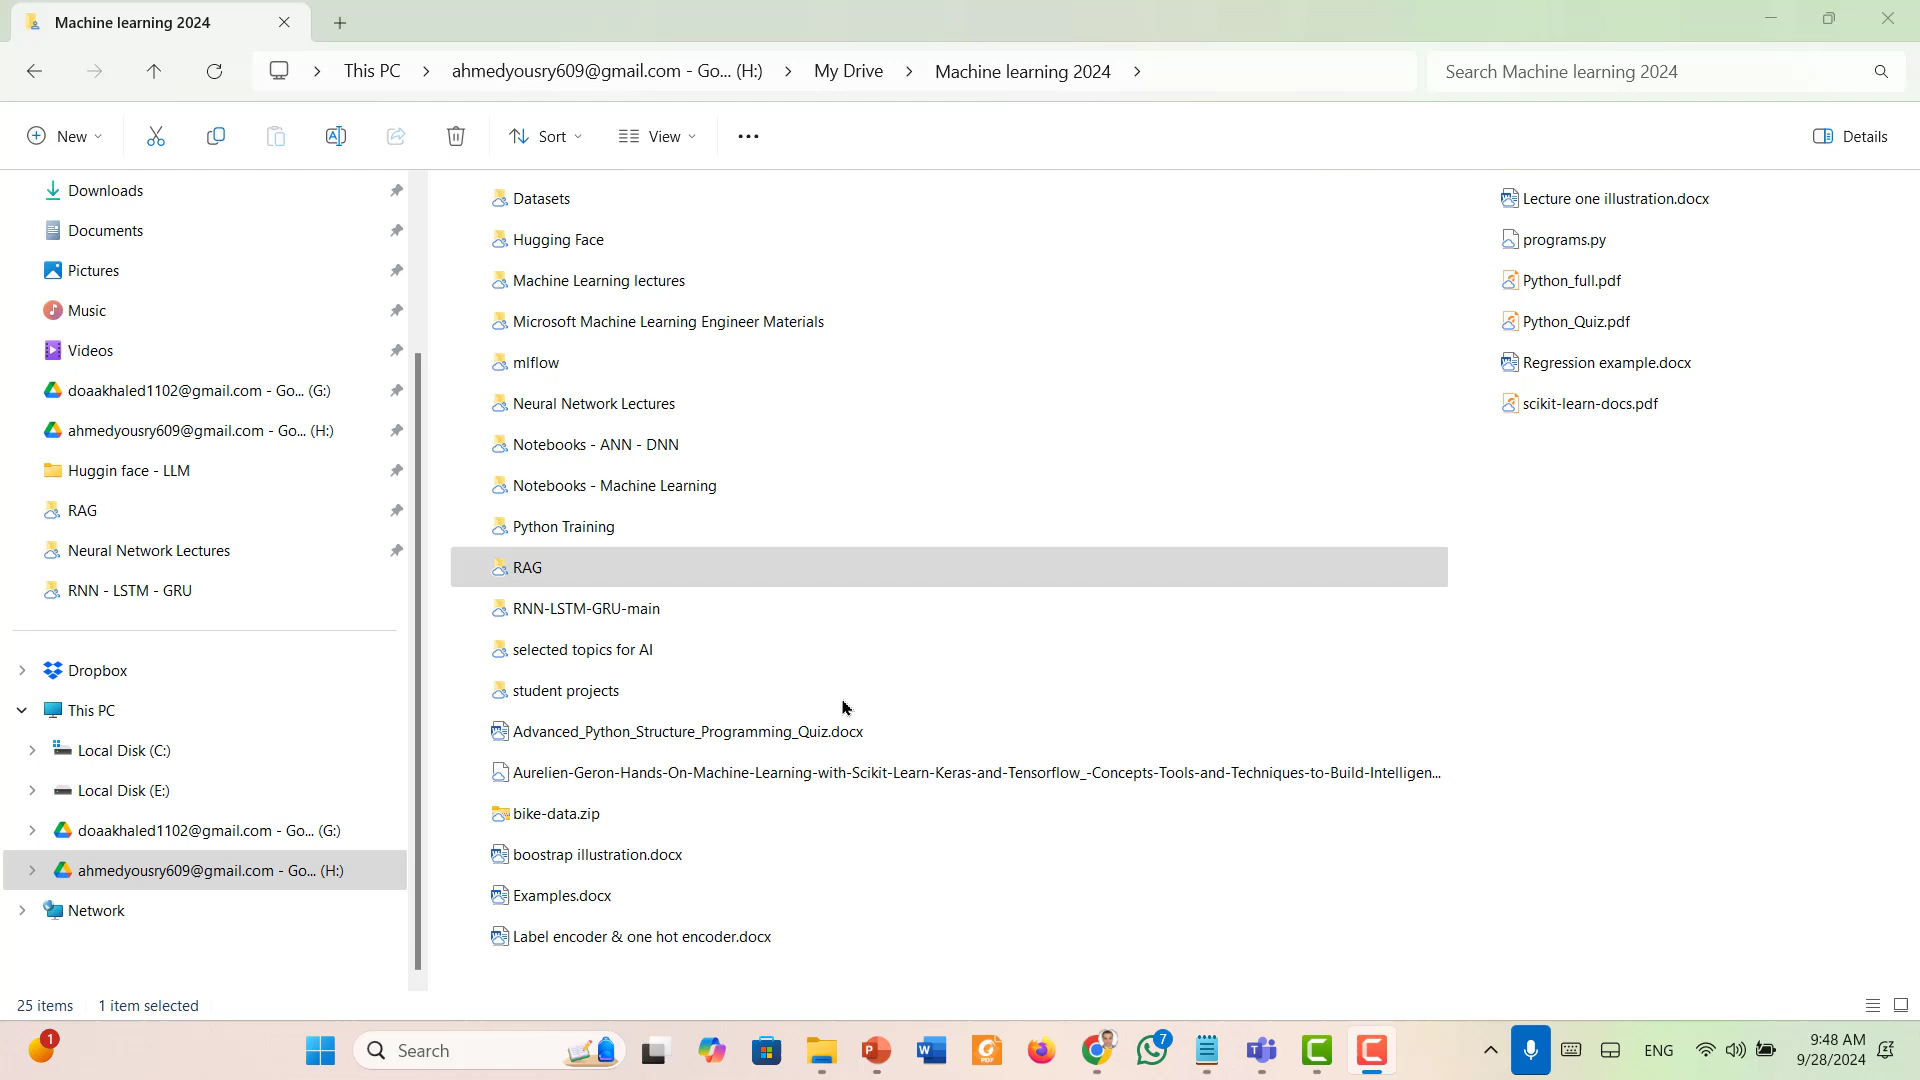 Machine learning 2024
This PC
ahmedyousry609@gmail.com - Go... (H:)
My Drive
Machine learning 2024
Search Machine learning 2024
New
Sort
View
Details
Downloads
Documents
Pictures
Music
Videos
doaakhaled1102@gmail.com - Go... (G:)
ahmedyousry609@gmail.com - Go... (H:)
Huggin face - LLM
RAG
Neural Network Lectures
RNN - LSTM - GRU
Dropbox
This PC
Local Disk (C:)
Local Disk (E:)
doaakhaled1102@gmail.com - Go... (G:)
ahmedyousry609@gmail.com - Go... (H:)
Network
Datasets
Hugging Face
Machine Learning lectures
Microsoft Machine Learning Engineer Materials
mlflow
Neural Network Lectures
Notebooks - ANN - DNN
Notebooks - Machine Learning
Python Training
RAG
RNN-LSTM-GRU-main
selected topics for AI
student projects
Advanced_Python_Structure_Programming_Quiz.docx
Aurelien-Geron-Hands-On-Machine-Learning-with-Scikit-Learn-Keras-and-Tensorflow_-Concepts-Tools-and-Techniques-to-Build-Intelligen...
bike-data.zip
boostrap illustration.docx
Examples.docx
Label encoder & one hot encoder.docx
Lecture one illustration.docx
programs.py
Python_full.pdf
Python_Quiz.pdf
Regression example.docx
scikit-learn-docs.pdf
25 items
1 item selected
1
Search
7
ENG
9:48 AM
9/28/2024